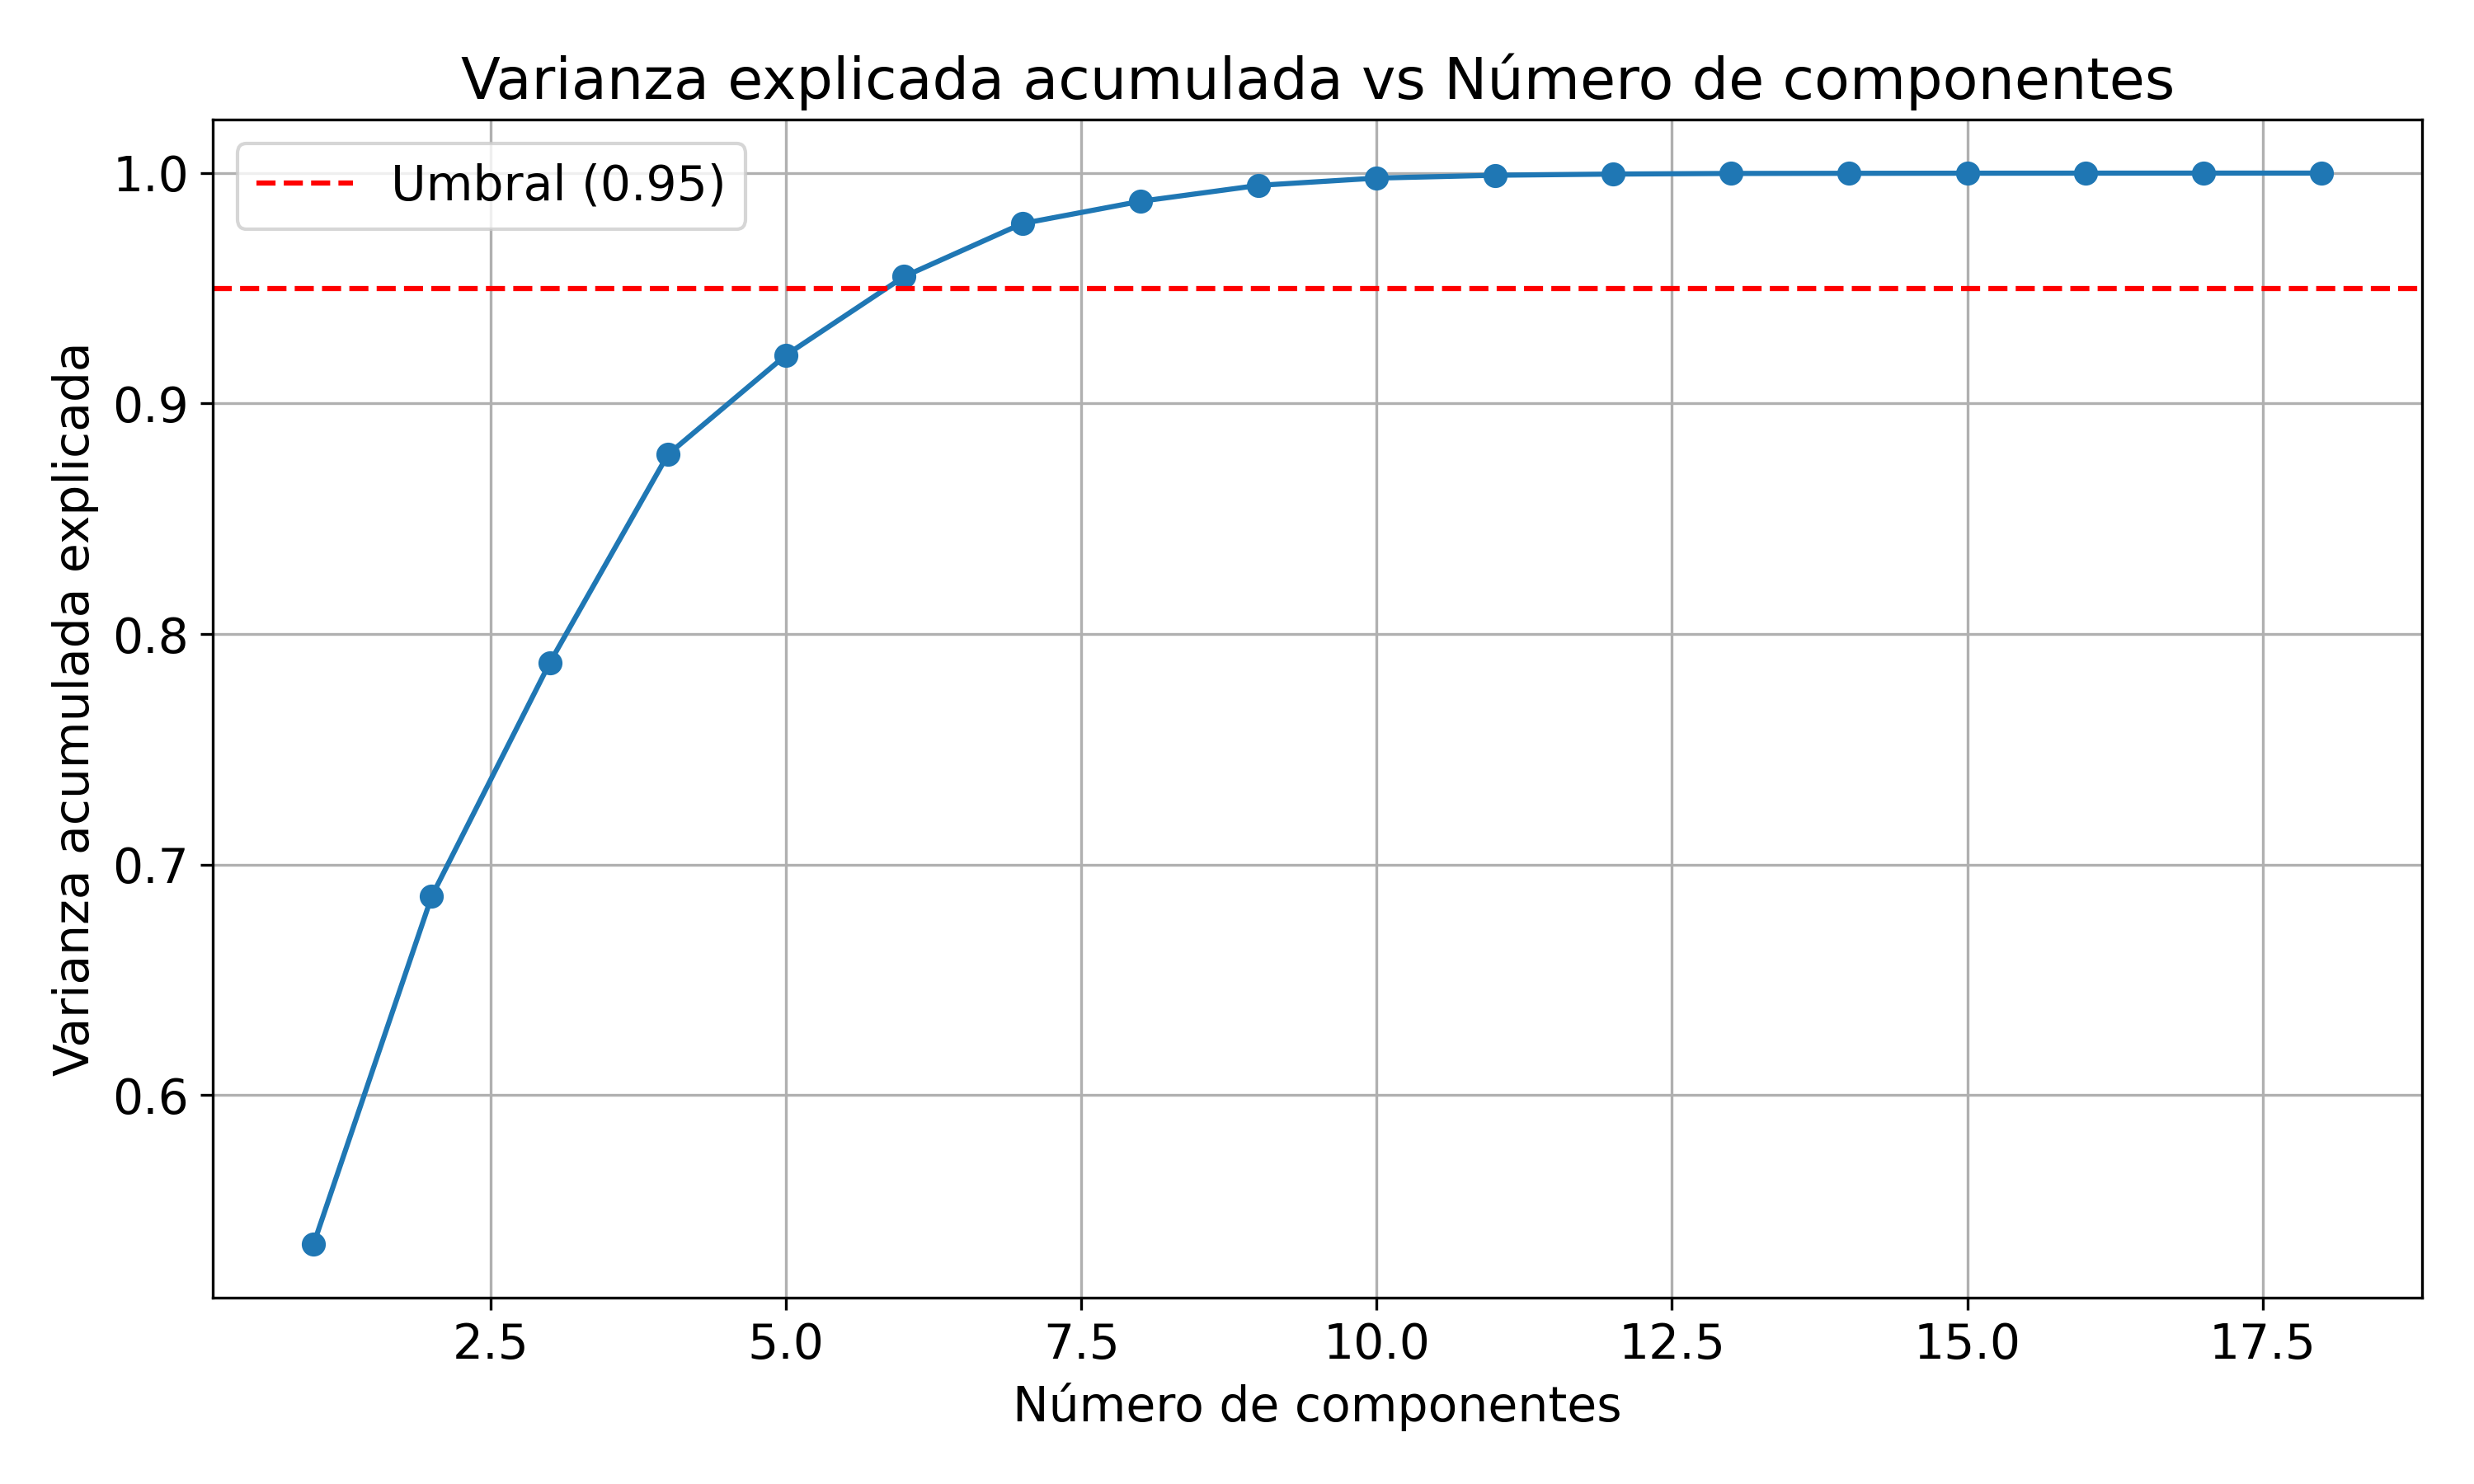 Varianza explicada acumulada vs Número de componentes
Umbral (0.95)
Varianza acumulada explicada
1.0
0.9
0.8
0.7
0.6
2.5 5.0 7.5 10.0 12.5 15.0 17.5
Número de componentes